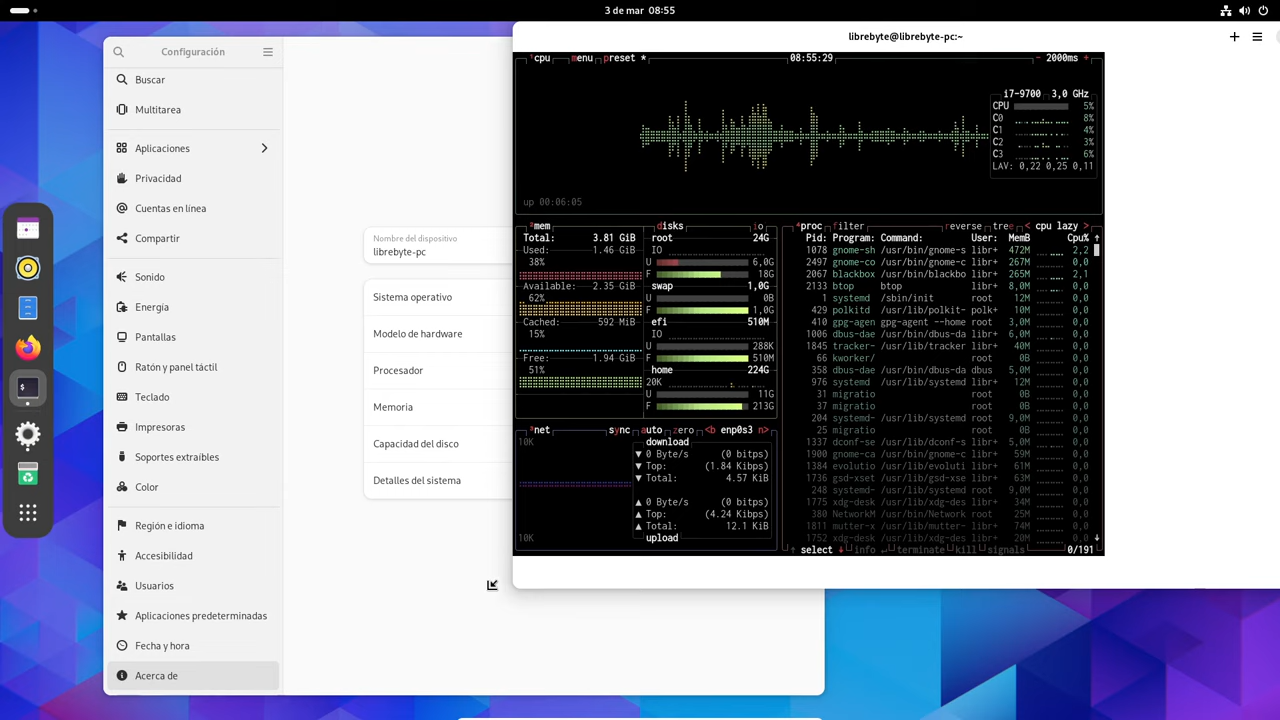 3 de mar 08:55
Configuración
Buscar
Multitarea
Aplicaciones
Privacidad
Cuentas en línea
Compartir
Sonido
Energía
Pantallas
Ratón y panel táctil
Teclado
Impresoras
Soportes extraíbles
Color
Región e idioma
Accesibilidad
Usuarios
Aplicaciones predeterminadas
Fecha y hora
Acerca de
Nombre del dispositivo
librebyte-pc
Sistema operativo
Modelo de hardware
Procesador
Memoria
Capacidad del disco
Detalles del sistema
librebyte@librebyte-pc:~
¹cpu menu preset * 08:55:29 - 2000ms +
i7-9700 3,0 GHz
CPU 5%
C0 8%
C1 4%
C2 3%
C3 6%
LAV: 0,22 0,25 0,11
up 00:06:05
²mem
Total: 3.81 GiB
Used: 1.46 GiB
38%
Available: 2.35 GiB
62%
Cached: 592 MiB
15%
Free: 1.94 GiB
51%
disks io
root 24G
IO
U 6,0G
F 18G
swap 1,0G
U 0B
F 1,0G
efi 510M
IO
U 288K
F 510M
home 224G
20K
U 11G
F 213G
³net sync auto zero <b enp0s3 n>
10K
10K
download
▼ 0 Byte/s (0 bitps)
▼ Top: (1.84 Kibps)
▼ Total: 4.57 KiB
▲ 0 Byte/s (0 bitps)
▲ Top: (4.24 Kibps)
▲ Total: 12.1 KiB
upload
⁴proc filter reverse tree < cpu lazy >
Pid: Program: Command: User: MemB Cpu% ↑
1078 gnome-sh /usr/bin/gnome-s libr+ 472M 2,2
2497 gnome-co /usr/bin/gnome-c libr+ 167M 0,0
2067 blackbox /usr/bin/blackbo libr+ 265M 2,1
2133 btop btop libr+ 8,0M 0,0
1 systemd /sbin/init root 12M 0,0
429 polkitd /usr/lib/polkit- polk+ 10M 0,0
410 gpg-agen gpg-agent --home root 3,0M 0,0
1006 dbus-dae /usr/bin/dbus-da libr+ 6,0M 0,0
1845 tracker- /usr/lib/tracker libr+ 40M 0,0
66 kworker/ root 0B 0,0
358 dbus-dae /usr/bin/dbus-da dbus 5,0M 0,0
976 systemd /usr/lib/systemd libr+ 12M 0,0
31 migratio root 0B 0,0
37 migratio root 0B 0,0
204 systemd- /usr/lib/systemd root 9,0M 0,0
25 migratio root 0B 0,0
1337 dconf-se /usr/lib/dconf-s libr+ 5,0M 0,0
1900 gnome-ca /usr/bin/gnome-c libr+ 59M 0,0
1384 evolutio /usr/lib/evoluti libr+ 61M 0,0
1736 gsd-xset /usr/lib/gsd-xse libr+ 63M 0,0
248 systemd- /usr/lib/systemd root 9,0M 0,0
1775 xdg-desk /usr/lib/xdg-des libr+ 34M 0,0
380 NetworkM /usr/bin/Network root 25M 0,0
1811 mutter-x /usr/lib/mutter- libr+ 74M 0,0
1752 xdg-desk /usr/lib/xdg-des libr+ 20M 0,0 ↓
↑ select ↓ info ↵ terminate kill signals 0/191